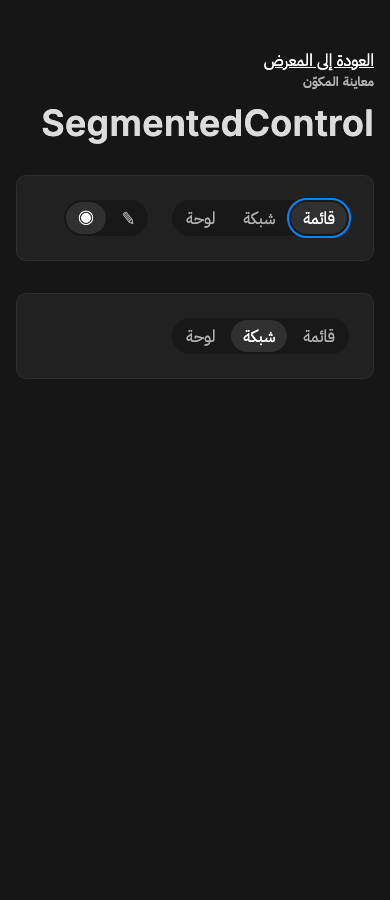 العودة إلى المعرض
معاينة المكوّن
SegmentedControl
قائمة شبكة لوحة ✎ ◉
قائمة شبكة لوحة